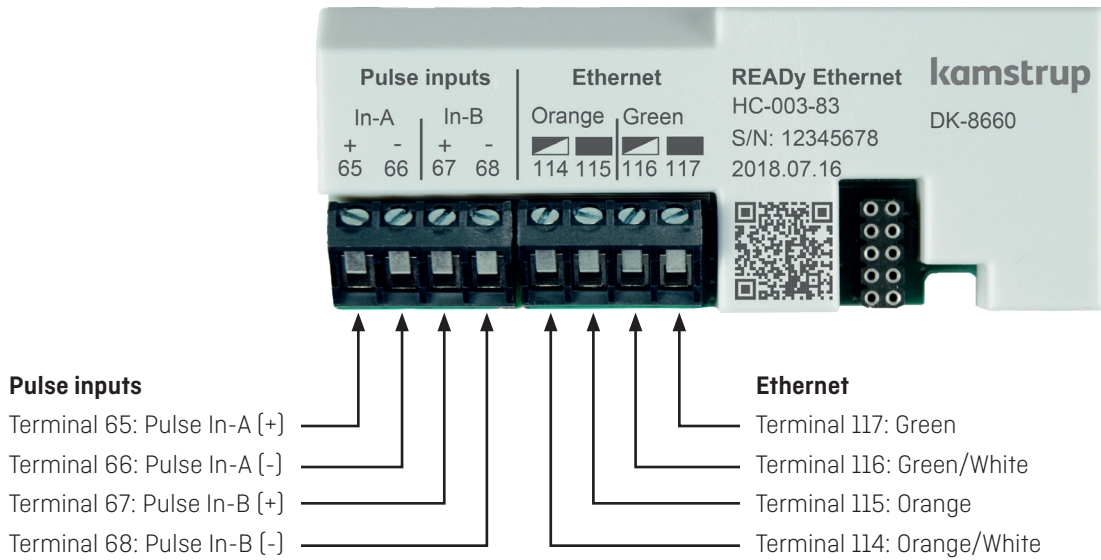 Pulse inputs
Ethernet
In-A
In-B
Orange
Green
+
-
+
-
65 66 67 68
114 115 116 117
READy Ethernet
HC-003-83
S/N: 12345678
2018.07.16
kamstrup
DK-8660
Pulse inputs
Terminal 65: Pulse In-A (+)
Terminal 66: Pulse In-A (-)
Terminal 67: Pulse In-B (+)
Terminal 68: Pulse In-B (-)
Ethernet
Terminal 117: Green
Terminal 116: Green/White
Terminal 115: Orange
Terminal 114: Orange/White